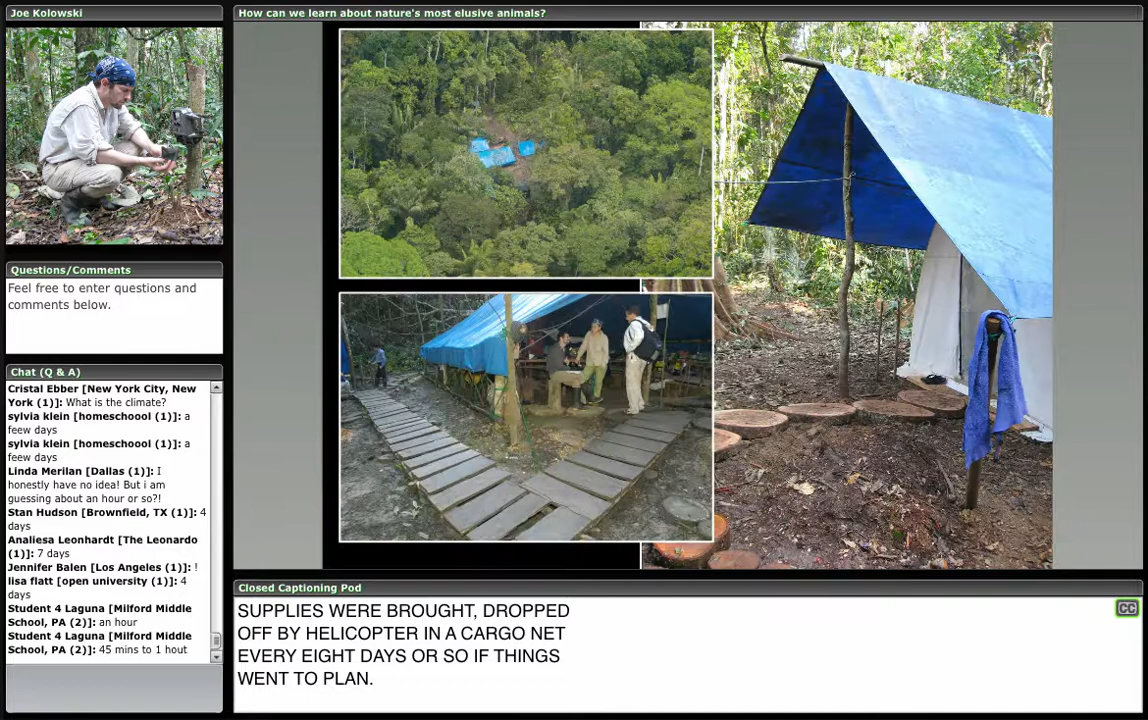 Joe Kolowski
How can we learn about nature's most elusive animals?
Questions/Comments
Feel free to enter questions and
comments below.
Chat (Q & A)
Cristal Ebber [New York City, New
York (1)]: What is the climate?
sylvia klein [homeschoool (1)]: a
feew days
sylvia klein [homeschoool (1)]: a
feew days
Linda Merilan [Dallas (1)]: I
honestly have no idea! But i am
guessing about an hour or so?!
Stan Hudson [Brownfield, TX (1)]: 4
days
Analiesa Leonhardt [The Leonardo
(1)]: 7 days
Jennifer Balen [Los Angeles (1)]: !
lisa flatt [open university (1)]: 4
days
Student 4 Laguna [Milford Middle
School, PA (2)]: an hour
Student 4 Laguna [Milford Middle
School, PA (2)]: 45 mins to 1 hout
Closed Captioning Pod
SUPPLIES WERE BROUGHT, DROPPED
OFF BY HELICOPTER IN A CARGO NET
EVERY EIGHT DAYS OR SO IF THINGS
WENT TO PLAN.
CC